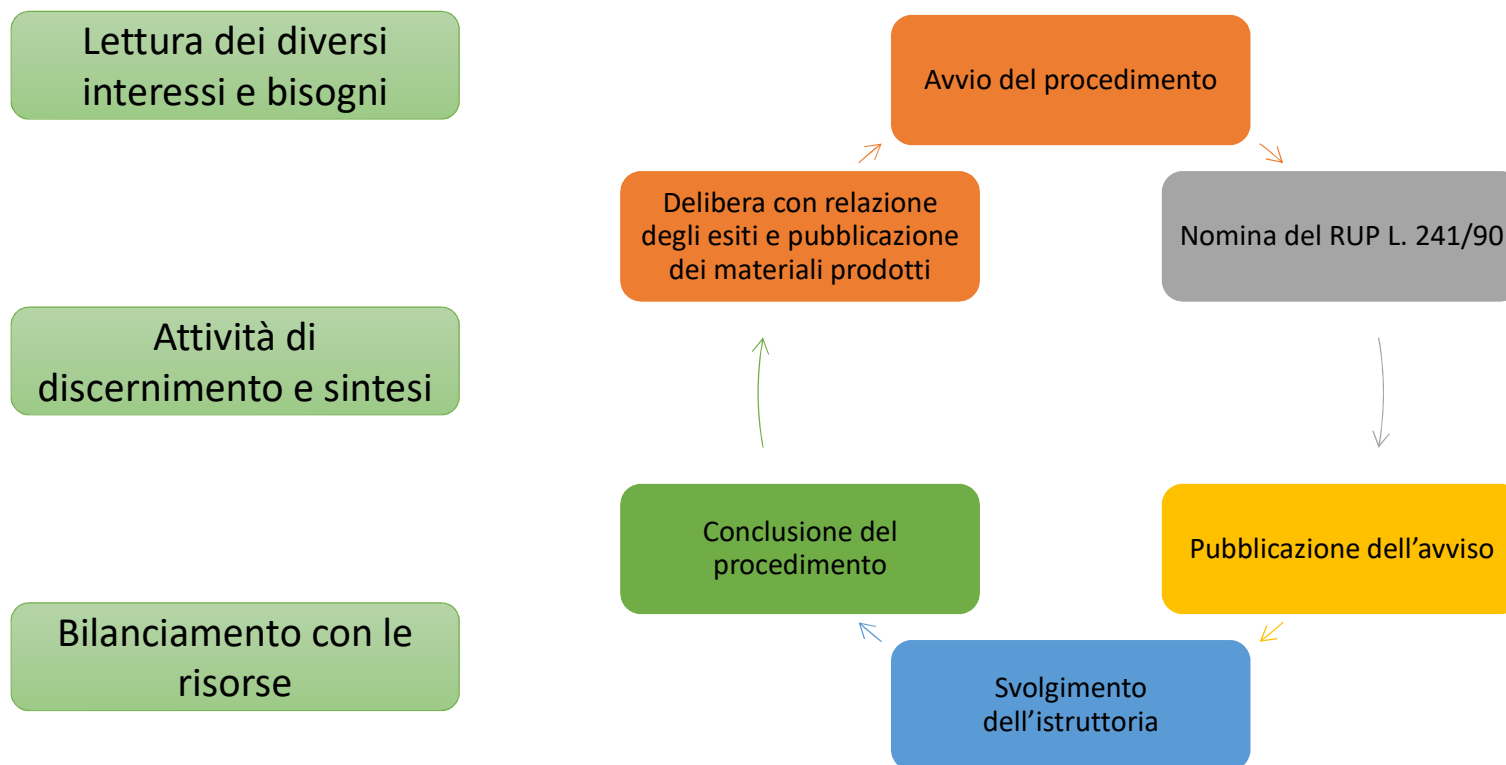 Lettura dei diversi
interessi e bisogni
Attività di
discernimento e sintesi
Bilanciamento con le
risorse
Avvio del procedimento
Nomina del RUP L. 241/90
Pubblicazione dell’avviso
Svolgimento
dell’istruttoria
Conclusione del
procedimento
Delibera con relazione
degli esiti e pubblicazione
dei materiali prodotti